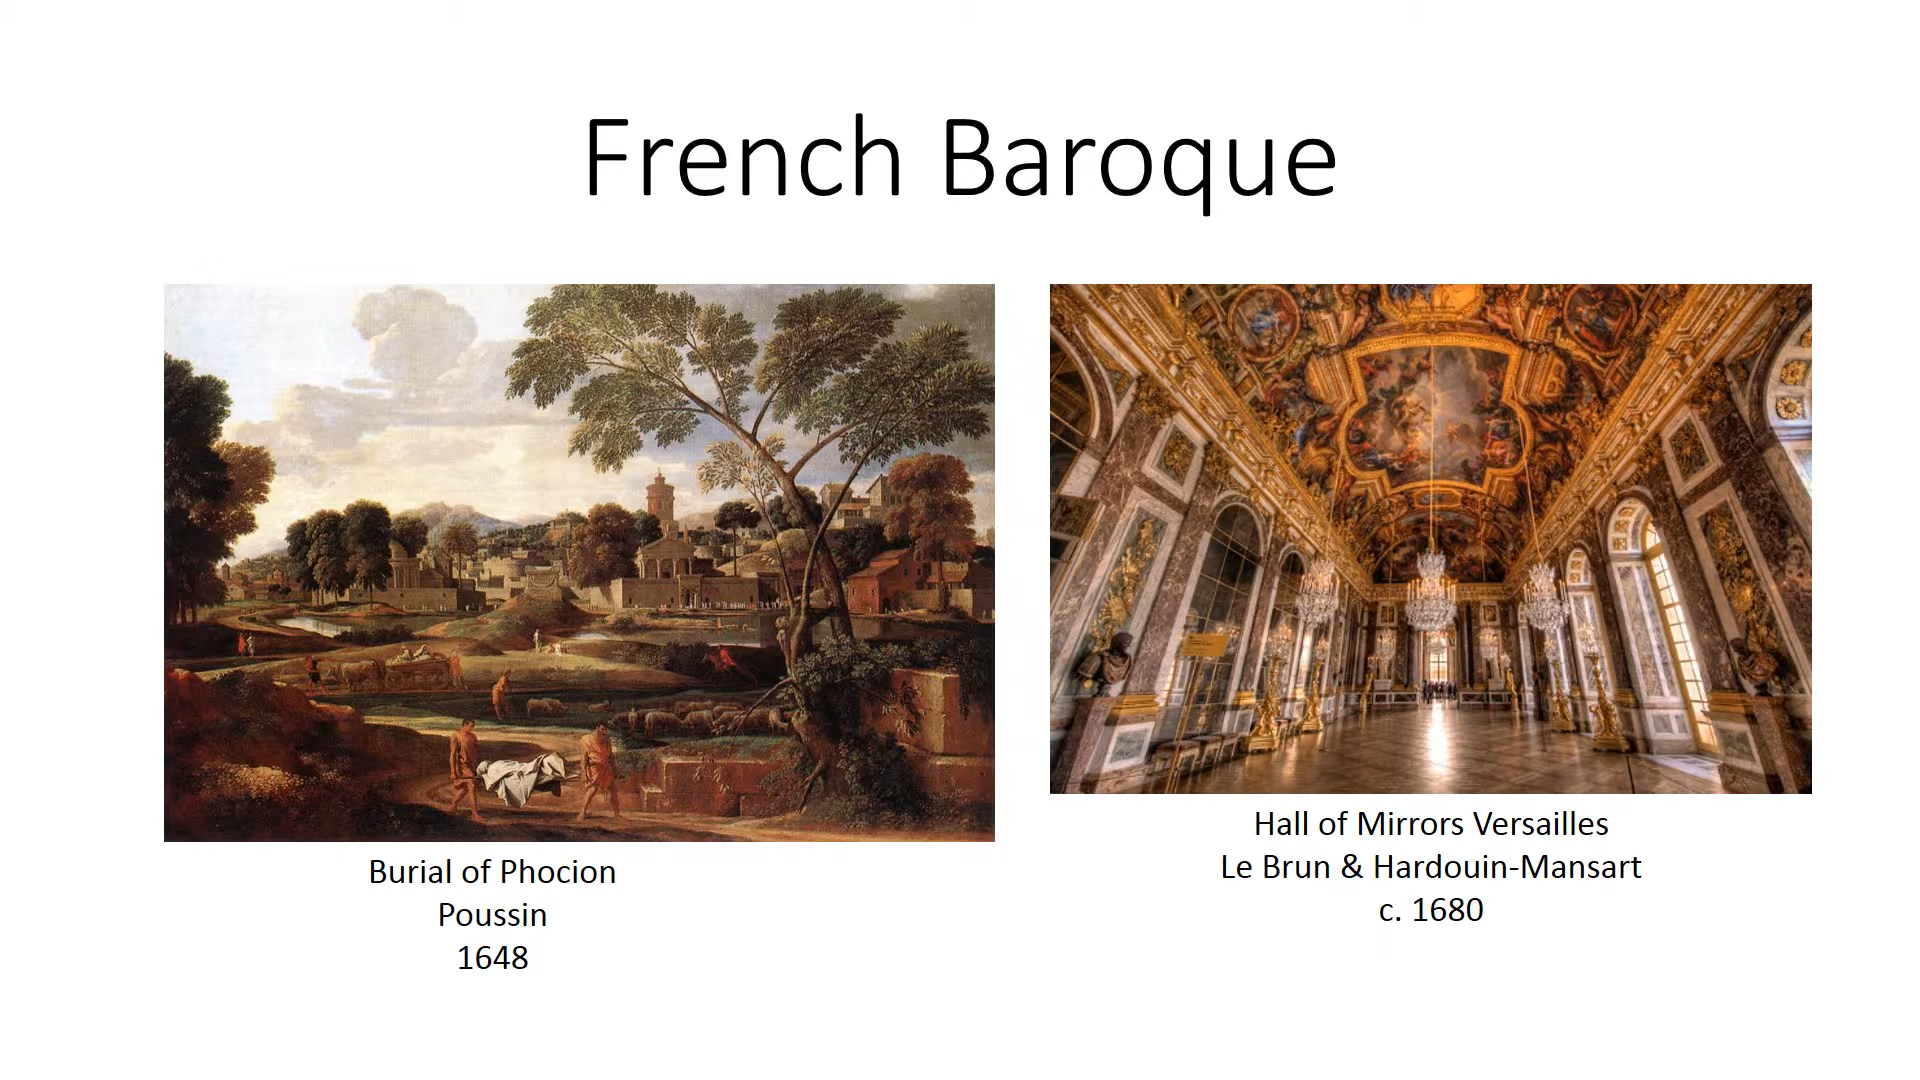 French Baroque
Burial of Phocion
Poussin
1648
Hall of Mirrors Versailles
Le Brun & Hardouin-Mansart
c. 1680